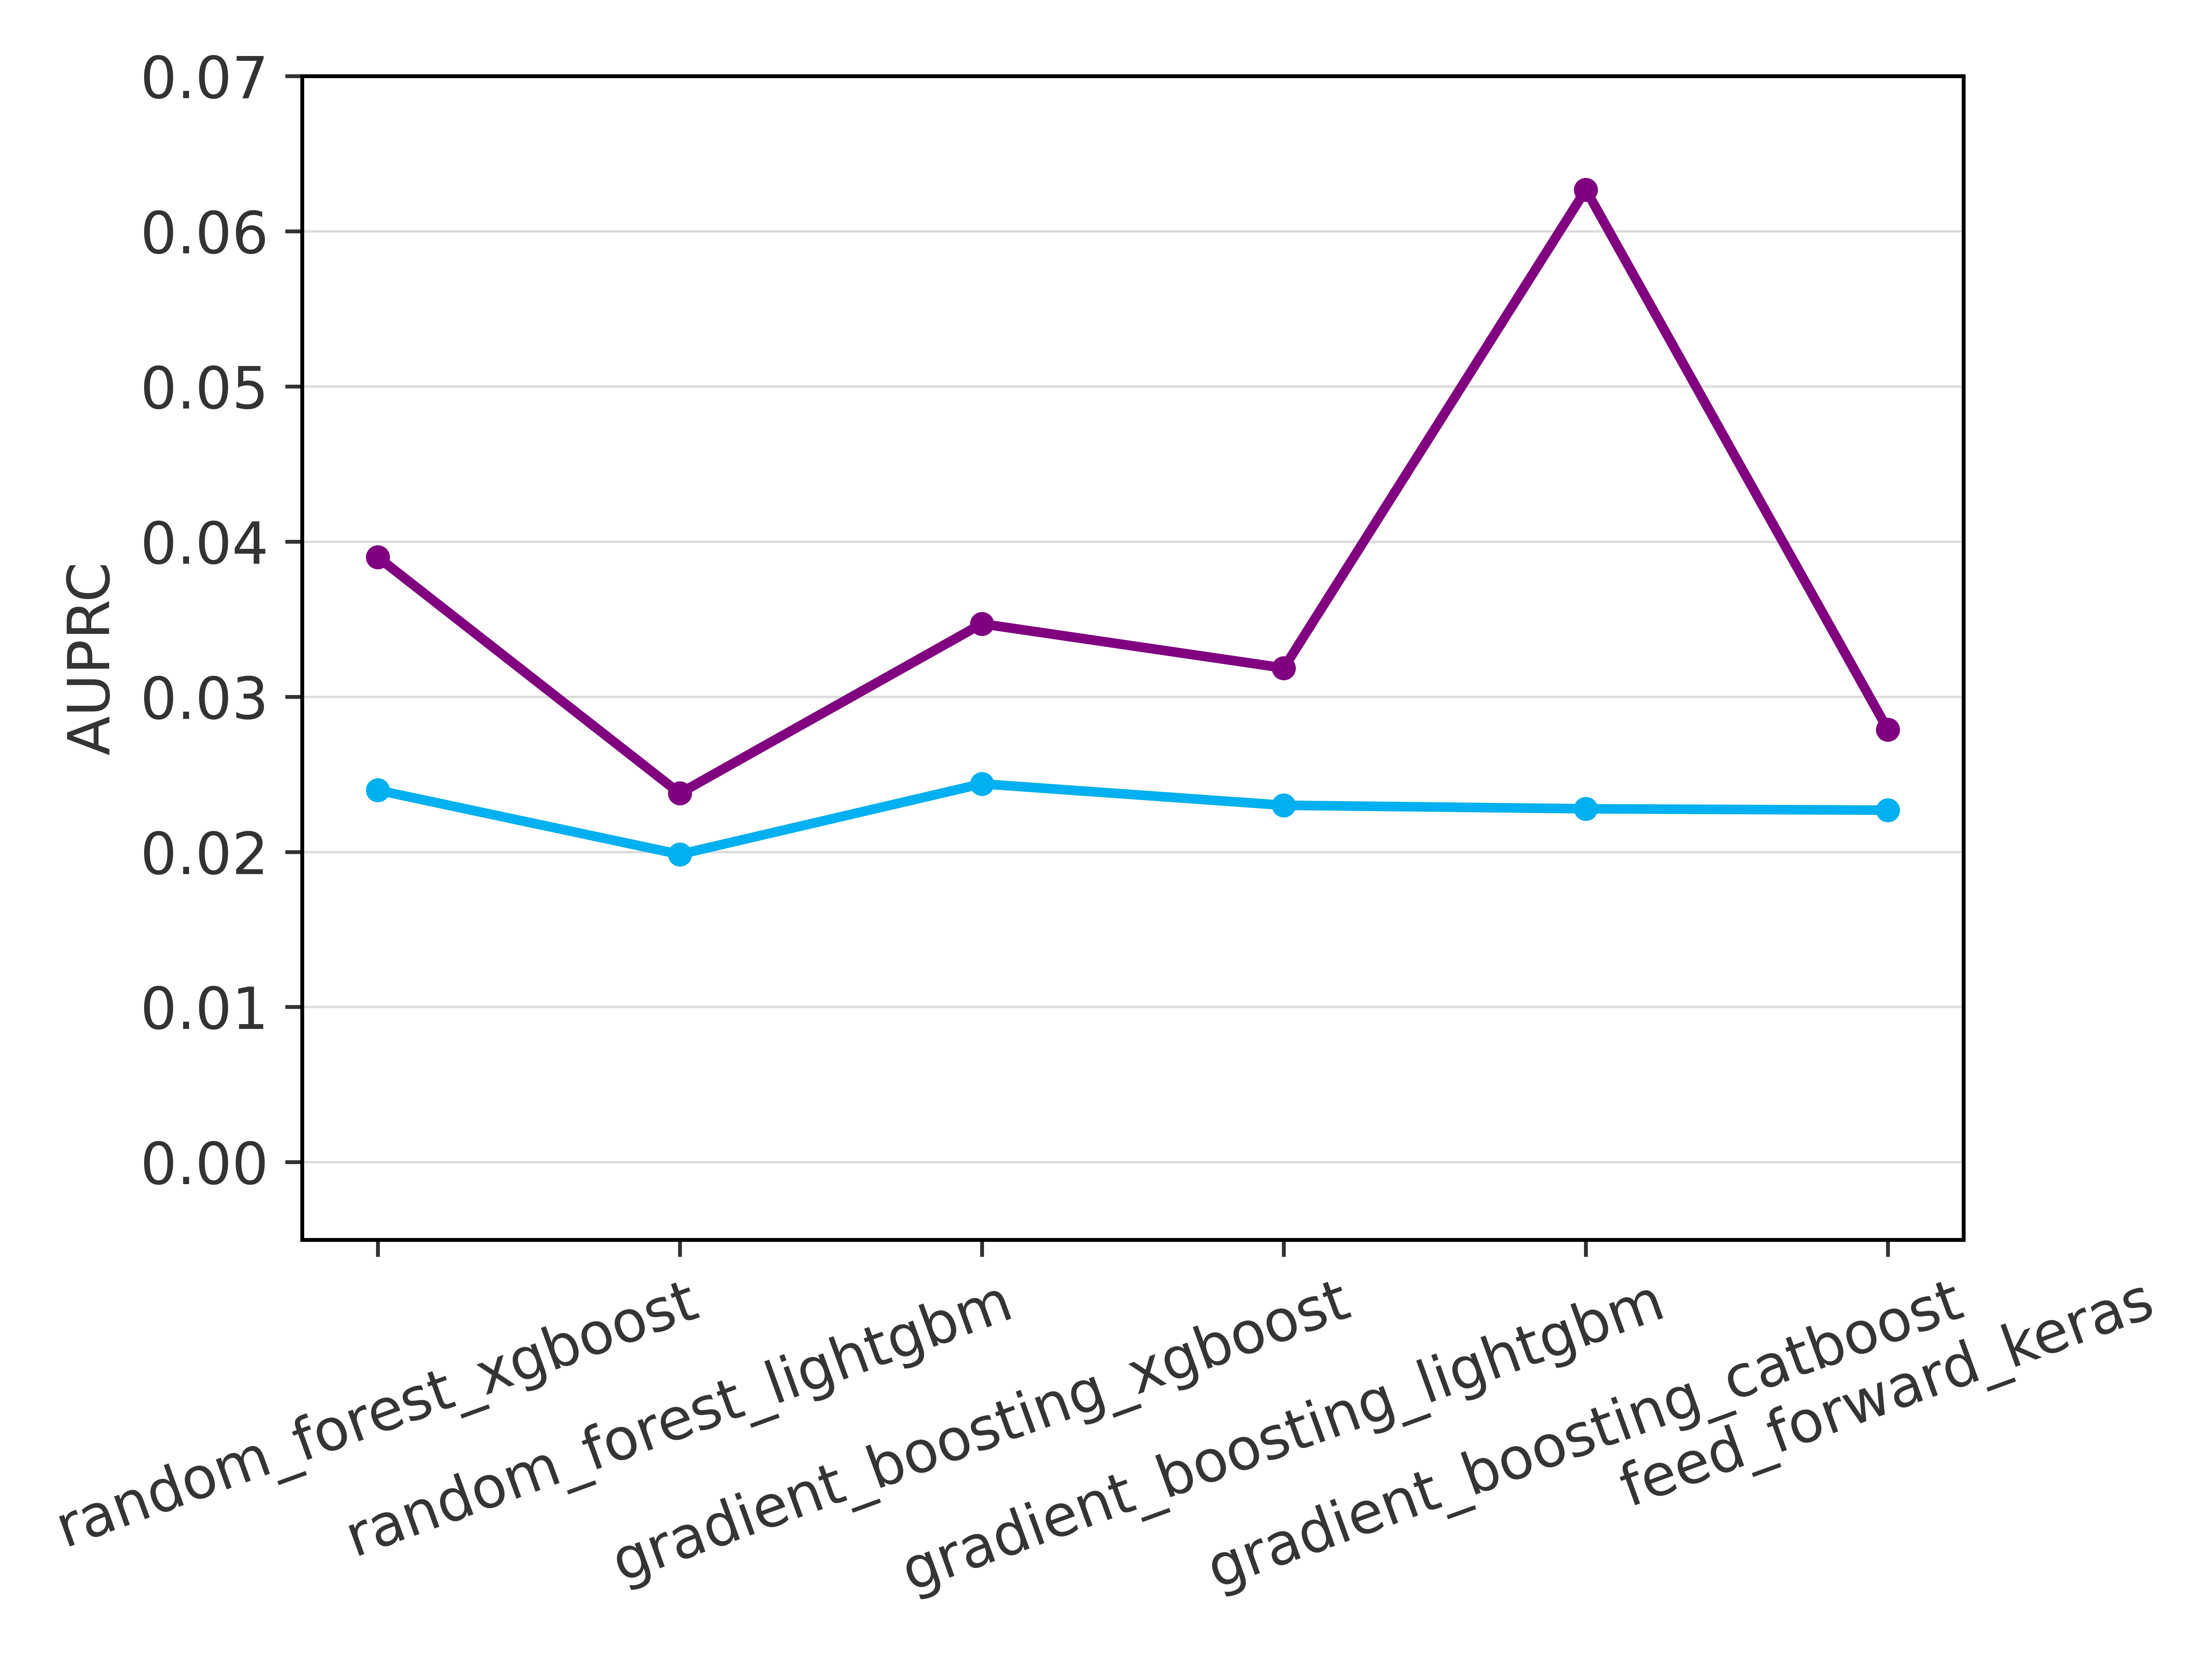 0.07
0.06
0.05
0.04
0.03
0.02
0.01
0.00
AUPRC
random_forest_xgboost
random_forest_lightgbm
gradient_boosting_xgboost
gradient_boosting_lightgbm
gradient_boosting_catboost
feed_forward_keras